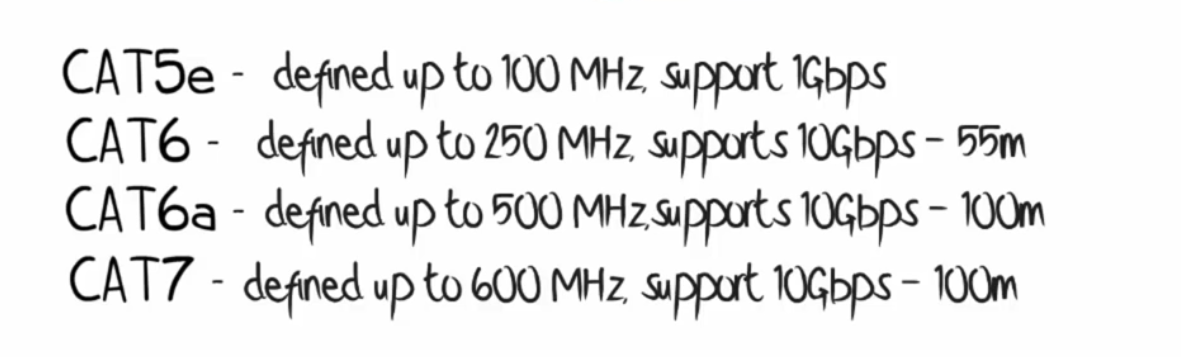 CAT5e - defined up to 100 MHz, support 1Gbps
CAT6 - defined up to 250 MHz, supports 10Gbps - 55m
CAT6a - defined up to 500 MHz,supports 10Gbps - 100m
CAT7 - defined up to 600 MHz, support 10Gbps - 100m